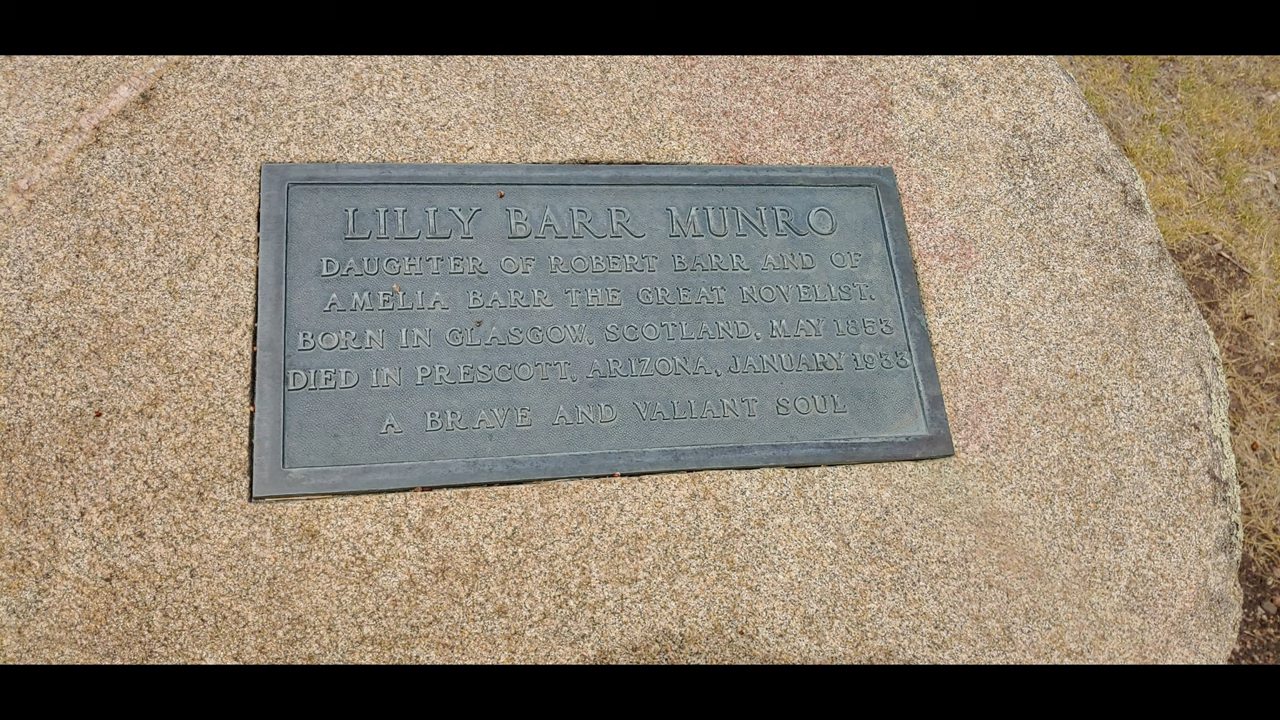 LILLY BARR MUNRO
DAUGHTER OF ROBERT BARR AND OF
AMELIA BARR THE GREAT NOVELIST.
BORN IN GLASGOW, SCOTLAND, MAY 1853
DIED IN PRESCOTT, ARIZONA, JANUARY 1933
A BRAVE AND VALIANT SOUL